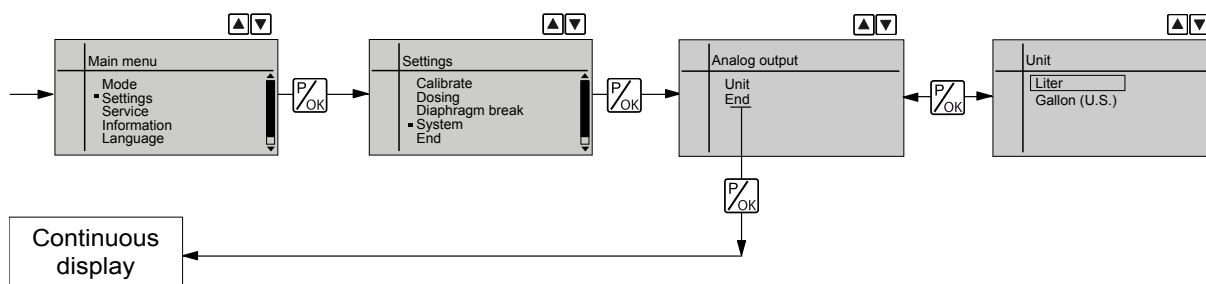 Main menu
Mode
Settings
Service
Information
Language
P/OK
Settings
Calibrate
Dosing
Diaphragm break
System
End
P/OK
Analog output
Unit
End
P/OK
Unit
Liter
Gallon (U.S.)
P/OK
Continuous
display